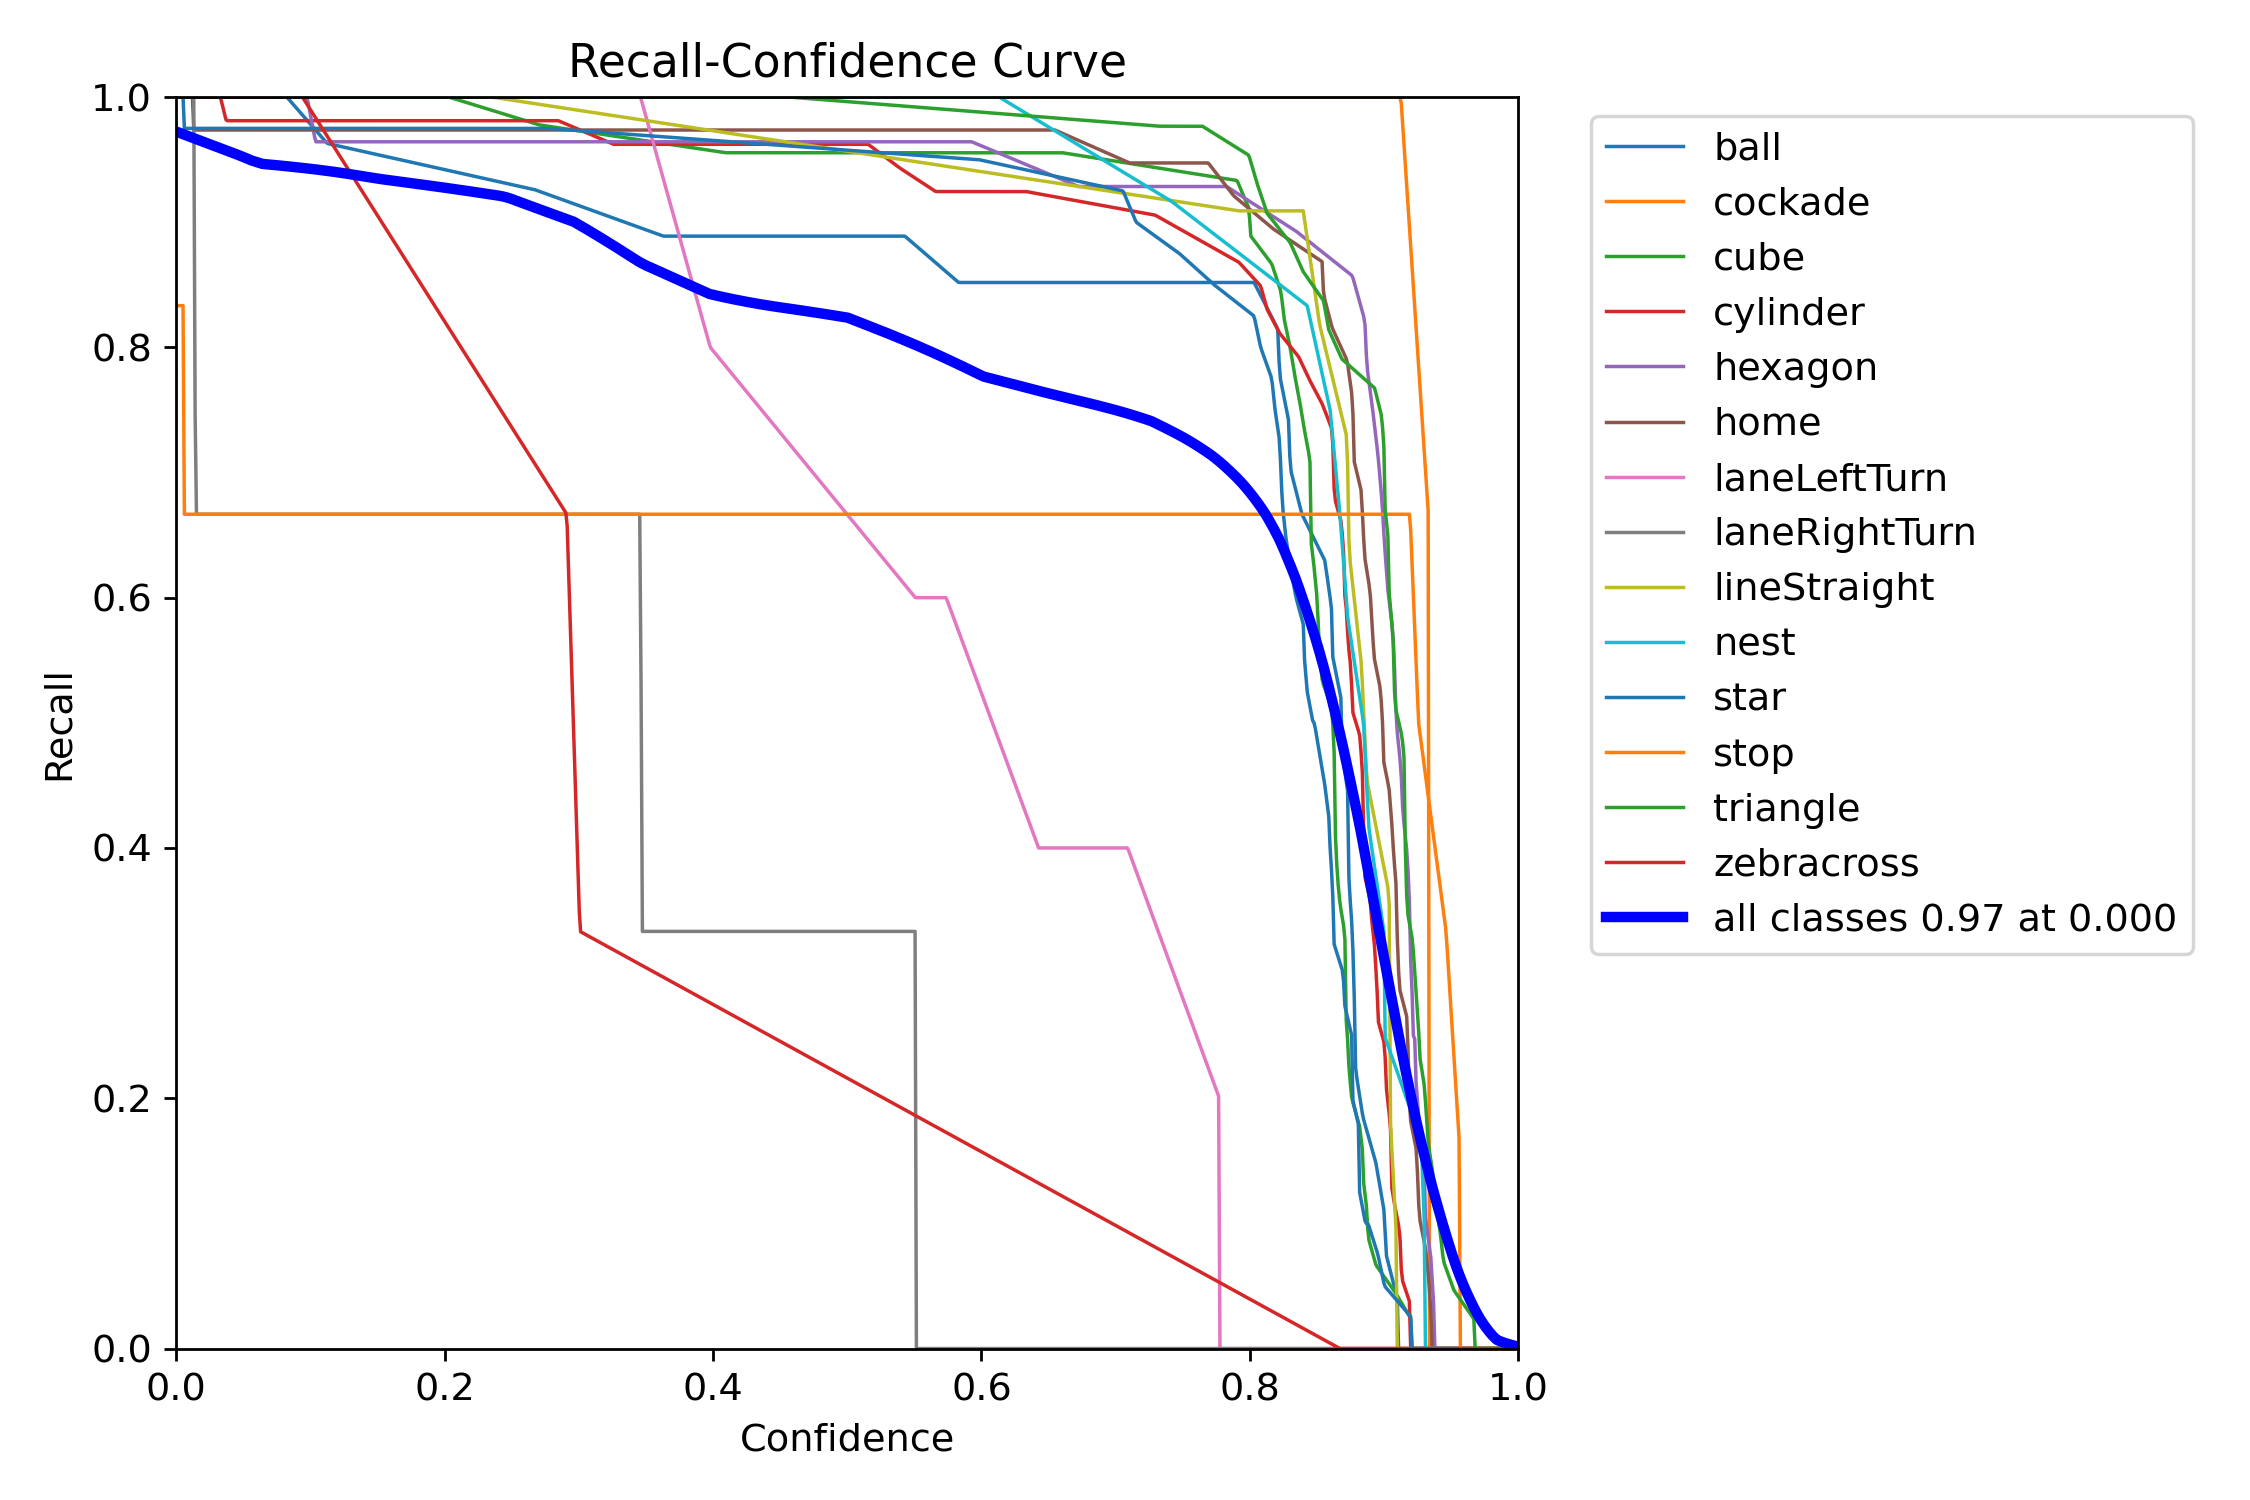 Recall-Confidence Curve
1.0
0.8
0.6
0.4
0.2
0.0
Recall
0.0 0.2 0.4 0.6 0.8 1.0
Confidence
ball
cockade
cube
cylinder
hexagon
home
laneLeftTurn
laneRightTurn
lineStraight
nest
star
stop
triangle
zebracross
all classes 0.97 at 0.000